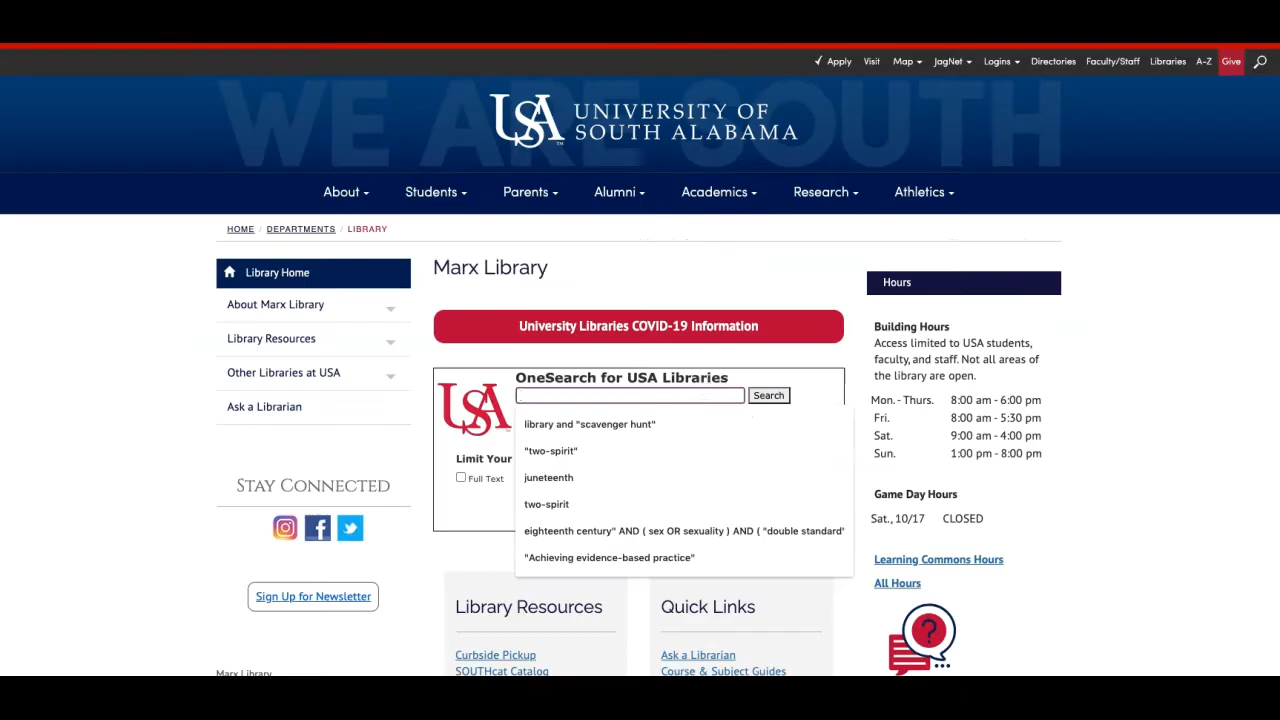 Apply Visit Map JagNet Logins Directories Faculty/Staff Libraries A-Z Give
WE ARE SOUTH
USA UNIVERSITY OF
SOUTH ALABAMA
About Students Parents Alumni Academics Research Athletics
HOME / DEPARTMENTS / LIBRARY
Library Home
About Marx Library
Library Resources
Other Libraries at USA
Ask a Librarian
STAY CONNECTED
Sign Up for Newsletter
Marx Library
Marx Library
University Libraries COVID-19 Information
OneSearch for USA Libraries
Search
USA
Limit Your
Full Text
library and "scavenger hunt"
"two-spirit"
juneteenth
two-spirit
eighteenth century" AND ( sex OR sexuality ) AND ( "double standard"
"Achieving evidence-based practice"
Library Resources
Curbside Pickup
SOUTHcat Catalog
Quick Links
Ask a Librarian
Course & Subject Guides
Hours
Building Hours
Access limited to USA students,
faculty, and staff. Not all areas of
the library are open.
Mon. - Thurs. 8:00 am - 6:00 pm
Fri. 8:00 am - 5:30 pm
Sat. 9:00 am - 4:00 pm
Sun. 1:00 pm - 8:00 pm
Game Day Hours
Sat., 10/17 CLOSED
Learning Commons Hours
All Hours
?